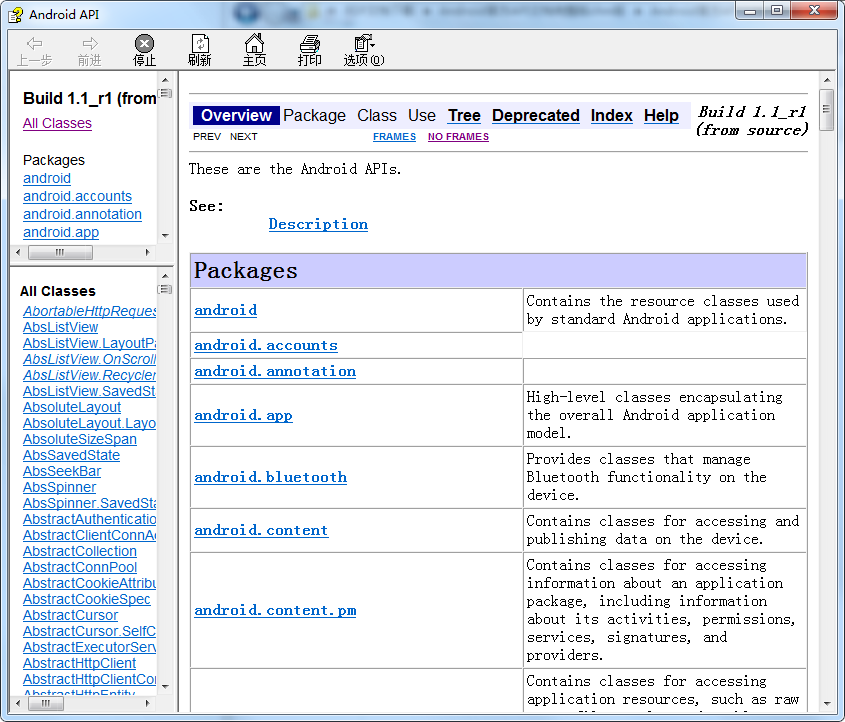 Android API
上一步 前进 停止 刷新 主页 打印 选项(O)
Build 1.1_r1 (from
All Classes
Packages
android
android.accounts
android.annotation
android.app
All Classes
AbortableHttpReques
AbsListView
AbsListView.LayoutPa
AbsListView.OnScroll
AbsListView.Recycler
AbsListView.SavedSt
AbsoluteLayout
AbsoluteLayout.Layo
AbsoluteSizeSpan
AbsSavedState
AbsSeekBar
AbsSpinner
AbsSpinner.SavedSta
AbstractAuthenticatio
AbstractClientConnA
AbstractCollection
AbstractConnPool
AbstractCookieAttribu
AbstractCookieSpec
AbstractCursor
AbstractCursor.SelfC
AbstractExecutorServ
AbstractHttpClient
AbstractHttpClientCon
AbstractHttpEntity
Overview Package Class Use Tree Deprecated Index Help
PREV NEXT FRAMES NO FRAMES
Build 1.1_r1
(from source)
These are the Android APIs.
See:
Description
Packages
android
Contains the resource classes used
by standard Android applications.
android.accounts
android.annotation
android.app
High-level classes encapsulating
the overall Android application
model.
android.bluetooth
Provides classes that manage
Bluetooth functionality on the
device.
android.content
Contains classes for accessing and
publishing data on the device.
android.content.pm
Contains classes for accessing
information about an application
package, including information
about its activities, permissions,
services, signatures, and
providers.
Contains classes for accessing
application resources, such as raw